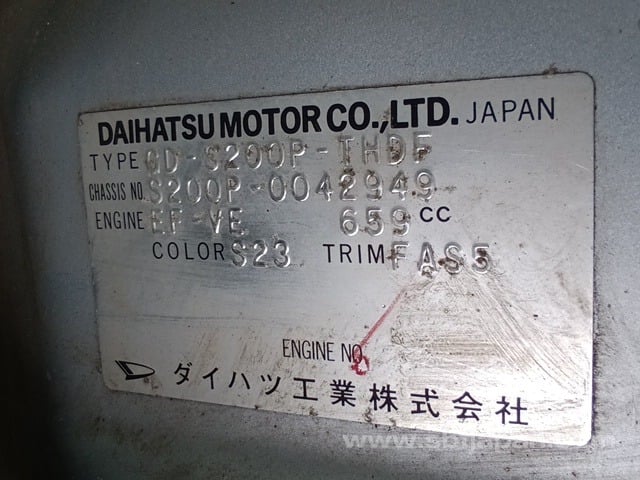 DAIHATSU MOTOR CO.,LTD. JAPAN
TYPE GD-S200P-THDF
CHASSIS NO. S200P-0042949
ENGINE EF-VE 659 CC
COLOR S23 TRIM FAS5
ENGINE NO.
ダイハツ工業株式会社